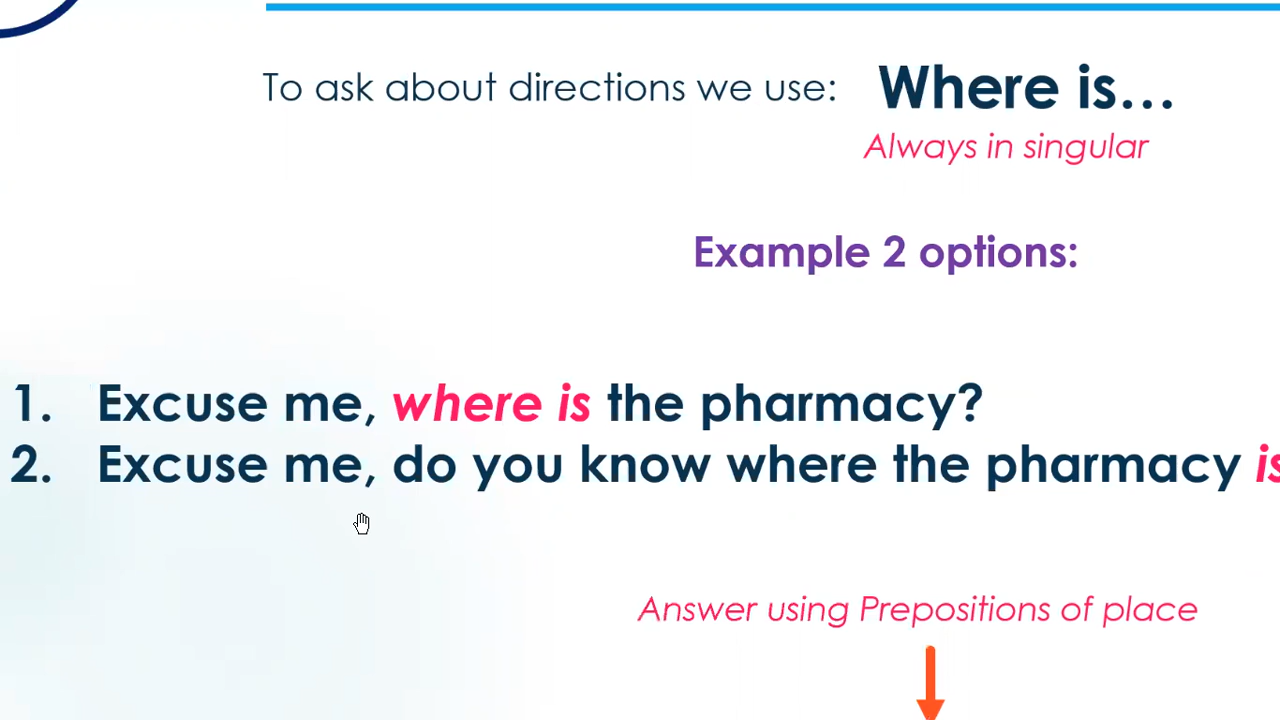 To ask about directions we use: Where is...
Always in singular
Example 2 options:
1. Excuse me, where is the pharmacy?
2. Excuse me, do you know where the pharmacy is
Answer using Prepositions of place